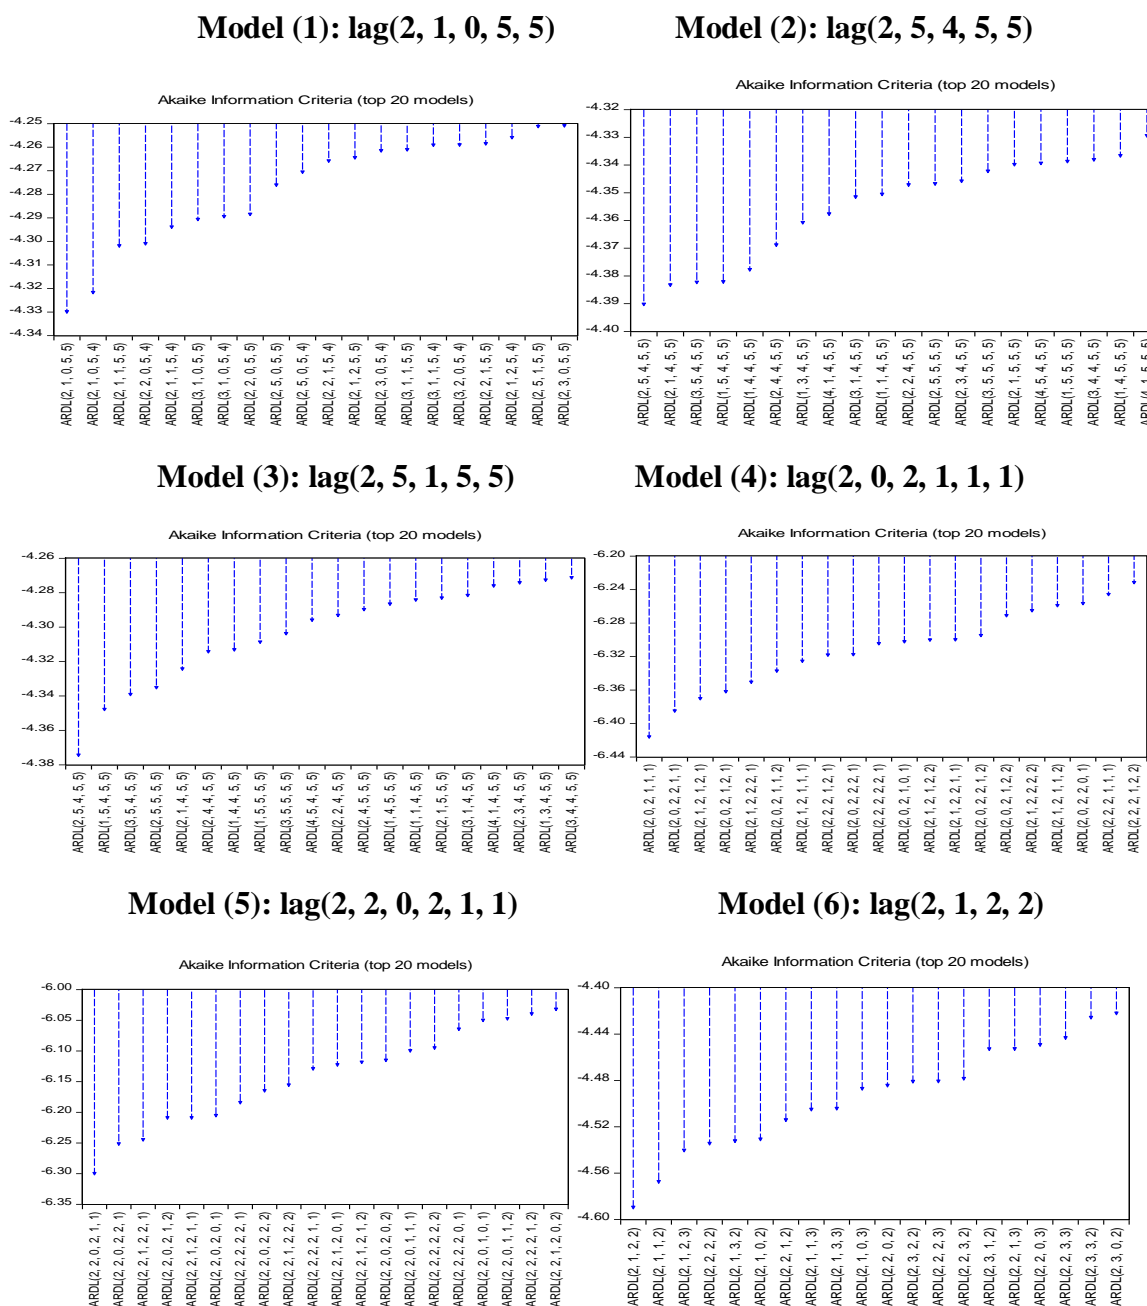 Model (1): lag(2, 1, 0, 5, 5)
Akaike Information Criteria (top 20 models)
-4.25
-4.26
-4.27
-4.28
-4.29
-4.30
-4.31
-4.32
-4.33
-4.34
ARDL(2, 1, 0, 5, 5)
ARDL(2, 1, 0, 5, 4)
ARDL(2, 1, 1, 5, 5)
ARDL(2, 2, 0, 5, 4)
ARDL(2, 1, 1, 5, 4)
ARDL(3, 1, 0, 5, 5)
ARDL(3, 1, 0, 5, 4)
ARDL(2, 2, 0, 5, 5)
ARDL(2, 5, 0, 5, 5)
ARDL(2, 5, 0, 5, 4)
ARDL(2, 2, 1, 5, 4)
ARDL(2, 1, 2, 5, 5)
ARDL(2, 3, 0, 5, 4)
ARDL(3, 1, 1, 5, 5)
ARDL(3, 1, 1, 5, 4)
ARDL(3, 2, 0, 5, 4)
ARDL(2, 2, 1, 5, 5)
ARDL(2, 1, 2, 5, 4)
ARDL(2, 5, 1, 5, 5)
ARDL(2, 3, 0, 5, 5)
Model (2): lag(2, 5, 4, 5, 5)
Akaike Information Criteria (top 20 models)
-4.32
-4.33
-4.34
-4.35
-4.36
-4.37
-4.38
-4.39
-4.40
ARDL(2, 5, 4, 5, 5)
ARDL(2, 1, 4, 5, 5)
ARDL(3, 5, 4, 5, 5)
ARDL(1, 5, 4, 5, 5)
ARDL(1, 4, 4, 5, 5)
ARDL(2, 4, 4, 5, 5)
ARDL(1, 3, 4, 5, 5)
ARDL(4, 1, 4, 5, 5)
ARDL(3, 1, 4, 5, 5)
ARDL(1, 1, 4, 5, 5)
ARDL(2, 2, 4, 5, 5)
ARDL(2, 5, 5, 5, 5)
ARDL(2, 3, 4, 5, 5)
ARDL(3, 5, 5, 5, 5)
ARDL(2, 1, 5, 5, 5)
ARDL(4, 5, 4, 5, 5)
ARDL(1, 5, 5, 5, 5)
ARDL(3, 4, 4, 5, 5)
ARDL(1, 4, 5, 5, 5)
ARDL(4, 1, 5, 5, 5)
Model (3): lag(2, 5, 1, 5, 5)
Akaike Information Criteria (top 20 models)
-4.26
-4.28
-4.30
-4.32
-4.34
-4.36
-4.38
ARDL(2, 5, 4, 5, 5)
ARDL(1, 5, 4, 5, 5)
ARDL(3, 5, 4, 5, 5)
ARDL(2, 5, 5, 5, 5)
ARDL(2, 1, 4, 5, 5)
ARDL(2, 4, 4, 5, 5)
ARDL(1, 4, 4, 5, 5)
ARDL(1, 5, 5, 5, 5)
ARDL(3, 5, 5, 5, 5)
ARDL(4, 5, 4, 5, 5)
ARDL(2, 2, 4, 5, 5)
ARDL(2, 4, 5, 5, 5)
ARDL(1, 4, 5, 5, 5)
ARDL(1, 1, 4, 5, 5)
ARDL(2, 1, 5, 5, 5)
ARDL(3, 1, 4, 5, 5)
ARDL(4, 1, 4, 5, 5)
ARDL(2, 3, 4, 5, 5)
ARDL(1, 3, 4, 5, 5)
ARDL(3, 4, 4, 5, 5)
Model (4): lag(2, 0, 2, 1, 1, 1)
Akaike Information Criteria (top 20 models)
-6.20
-6.24
-6.28
-6.32
-6.36
-6.40
-6.44
ARDL(2, 0, 2, 1, 1, 1)
ARDL(2, 0, 2, 2, 1, 1)
ARDL(2, 1, 2, 1, 2, 1)
ARDL(2, 0, 2, 1, 2, 1)
ARDL(2, 1, 2, 2, 2, 1)
ARDL(2, 0, 2, 1, 1, 2)
ARDL(2, 1, 2, 1, 1, 1)
ARDL(2, 2, 2, 1, 2, 1)
ARDL(2, 0, 2, 2, 2, 1)
ARDL(2, 2, 2, 2, 2, 1)
ARDL(2, 0, 2, 1, 0, 1)
ARDL(2, 1, 2, 1, 2, 2)
ARDL(2, 1, 2, 2, 1, 1)
ARDL(2, 0, 2, 2, 1, 2)
ARDL(2, 0, 2, 1, 2, 2)
ARDL(2, 1, 2, 2, 2, 2)
ARDL(2, 1, 2, 1, 1, 2)
ARDL(2, 0, 2, 2, 0, 1)
ARDL(2, 2, 2, 1, 1, 1)
ARDL(2, 2, 2, 1, 2, 2)
Model (5): lag(2, 2, 0, 2, 1, 1)
Akaike Information Criteria (top 20 models)
-6.00
-6.05
-6.10
-6.15
-6.20
-6.25
-6.30
-6.35
ARDL(2, 2, 0, 2, 1, 1)
ARDL(2, 2, 0, 2, 2, 1)
ARDL(2, 2, 1, 2, 2, 1)
ARDL(2, 2, 0, 2, 1, 2)
ARDL(2, 2, 1, 2, 1, 1)
ARDL(2, 2, 0, 2, 0, 1)
ARDL(2, 2, 2, 2, 2, 1)
ARDL(2, 2, 0, 2, 2, 2)
ARDL(2, 2, 1, 2, 2, 2)
ARDL(2, 2, 2, 2, 1, 1)
ARDL(2, 2, 1, 2, 0, 1)
ARDL(2, 2, 1, 2, 1, 2)
ARDL(2, 2, 0, 2, 0, 2)
ARDL(2, 2, 0, 1, 1, 1)
ARDL(2, 2, 2, 2, 2, 2)
ARDL(2, 2, 2, 2, 0, 1)
ARDL(2, 2, 0, 1, 0, 1)
ARDL(2, 2, 0, 1, 1, 2)
ARDL(2, 2, 2, 2, 1, 2)
ARDL(2, 2, 1, 2, 0, 2)
Model (6): lag(2, 1, 2, 2)
Akaike Information Criteria (top 20 models)
-4.40
-4.44
-4.48
-4.52
-4.56
-4.60
ARDL(2, 1, 2, 2)
ARDL(2, 1, 1, 2)
ARDL(2, 1, 2, 3)
ARDL(2, 2, 2, 2)
ARDL(2, 1, 3, 2)
ARDL(2, 1, 0, 2)
ARDL(2, 2, 1, 2)
ARDL(2, 1, 1, 3)
ARDL(2, 1, 3, 3)
ARDL(2, 1, 0, 3)
ARDL(2, 2, 0, 2)
ARDL(2, 3, 2, 2)
ARDL(2, 2, 2, 3)
ARDL(2, 2, 3, 2)
ARDL(2, 3, 1, 2)
ARDL(2, 2, 1, 3)
ARDL(2, 2, 0, 3)
ARDL(2, 2, 3, 3)
ARDL(2, 3, 3, 2)
ARDL(2, 3, 0, 2)